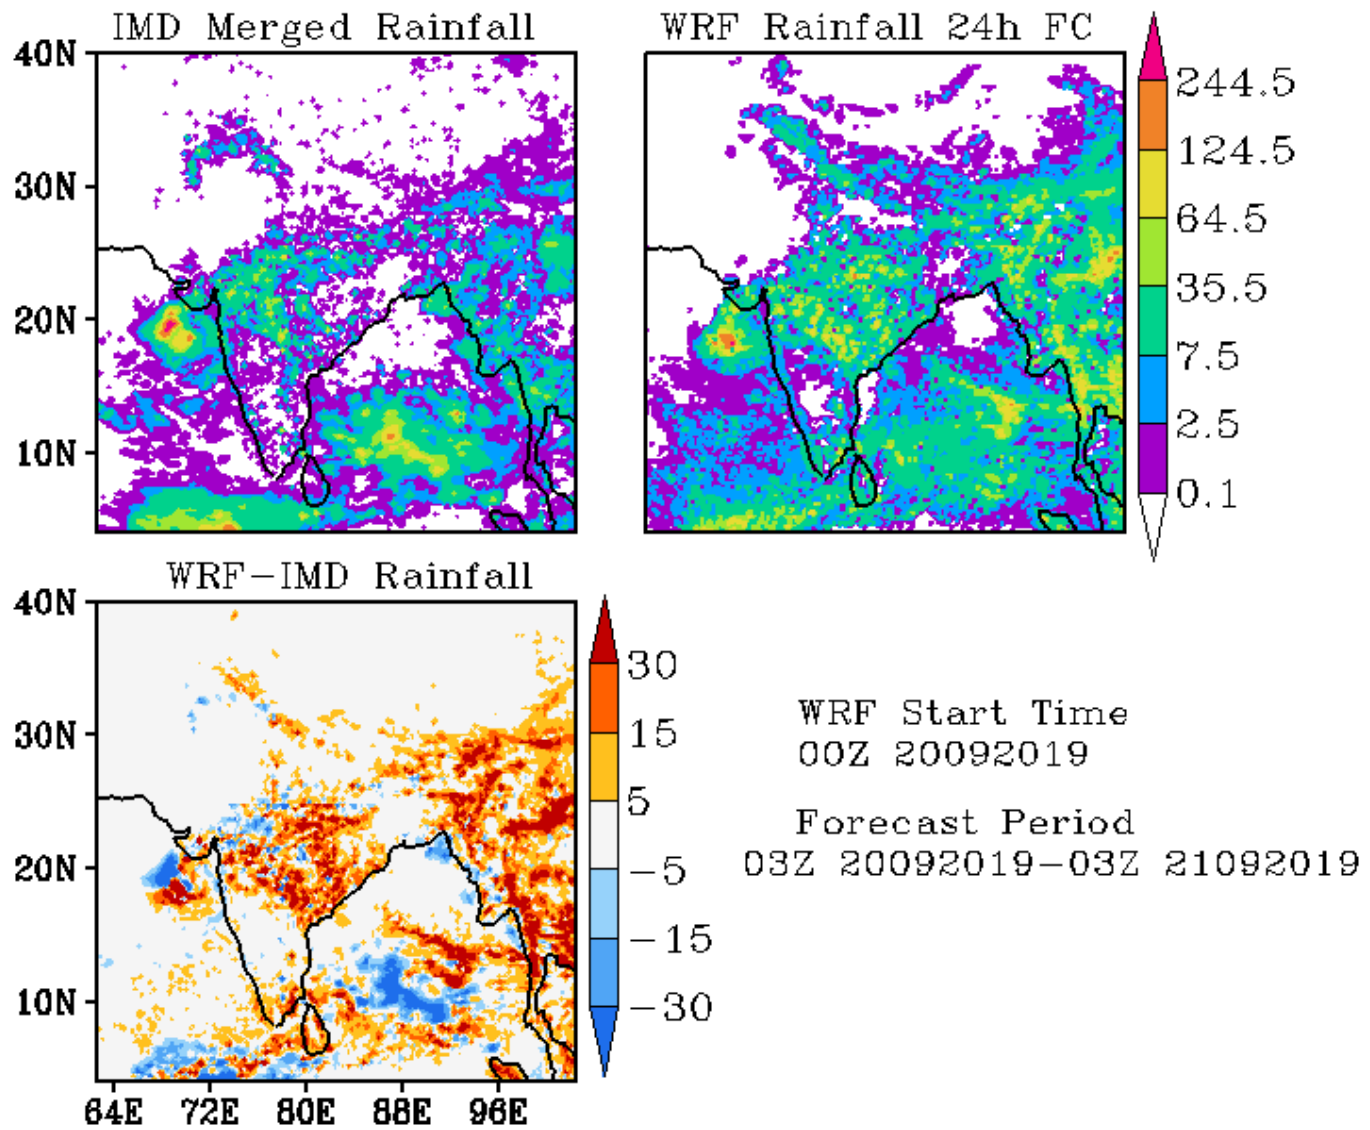 IMD Merged Rainfall
WRF Rainfall 24h FC
40N
30N
20N
10N
244.5
124.5
64.5
35.5
7.5
2.5
0.1
WRF-IMD Rainfall
40N
30N
20N
10N
30
15
5
-5
-15
-30
64E 72E 80E 88E 96E
WRF Start Time
00Z 20092019
Forecast Period
03Z 20092019-03Z 21092019